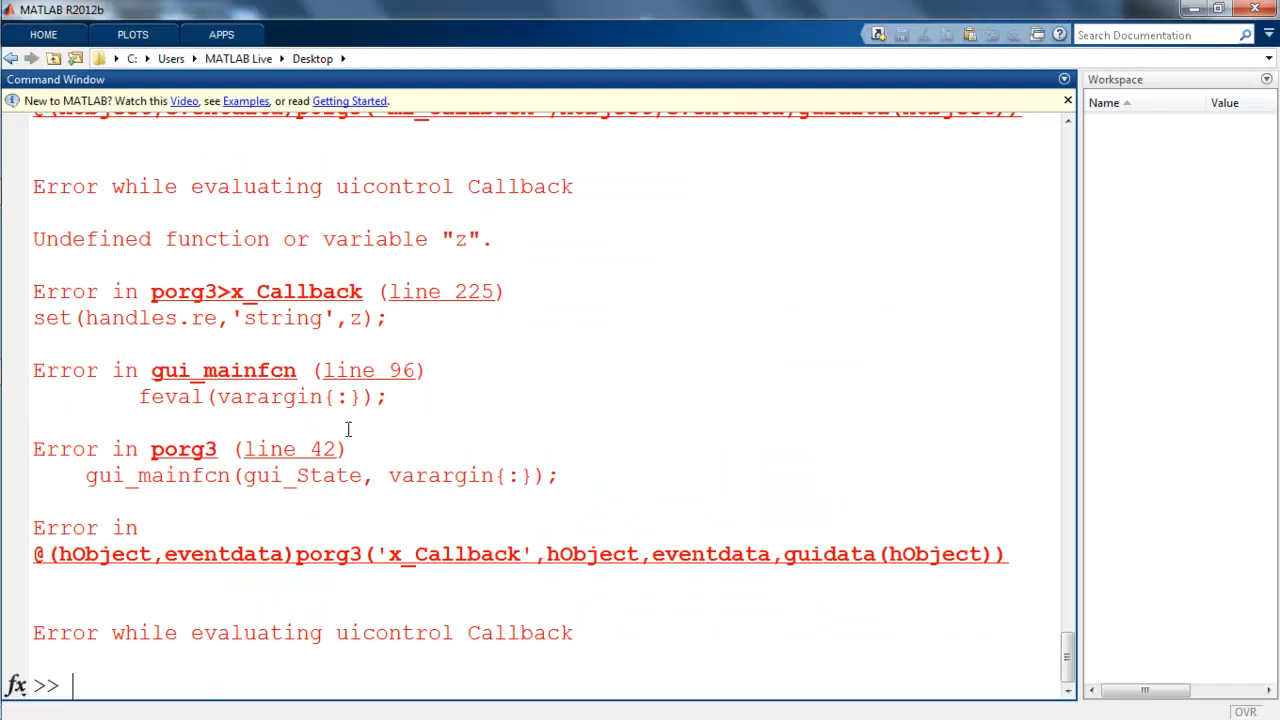 MATLAB R2012b
HOME PLOTS APPS
Search Documentation
C: Users MATLAB Live Desktop
Command Window
Workspace
New to MATLAB? Watch this Video, see Examples, or read Getting Started.
Name Value
Error while evaluating uicontrol Callback
Undefined function or variable "z".
Error in porg3>x_Callback (line 225)
set(handles.re,'string',z);
Error in gui_mainfcn (line 96)
feval(varargin{:});
Error in porg3 (line 42)
gui_mainfcn(gui_State, varargin{:});
Error in
@(hObject,eventdata)porg3('x_Callback',hObject,eventdata,guidata(hObject))
Error while evaluating uicontrol Callback
fx >>
OVR